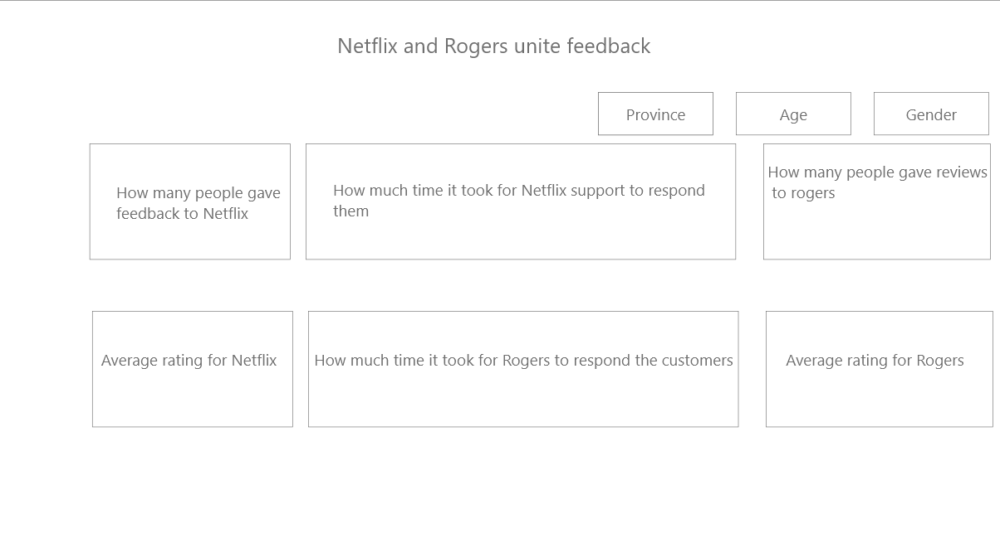 Netflix and Rogers unite feedback
Province
Age
Gender
How many people gave
feedback to Netflix
How much time it took for Netflix support to respond
them
How many people gave reviews
to rogers
Average rating for Netflix
How much time it took for Rogers to respond the customers
Average rating for Rogers